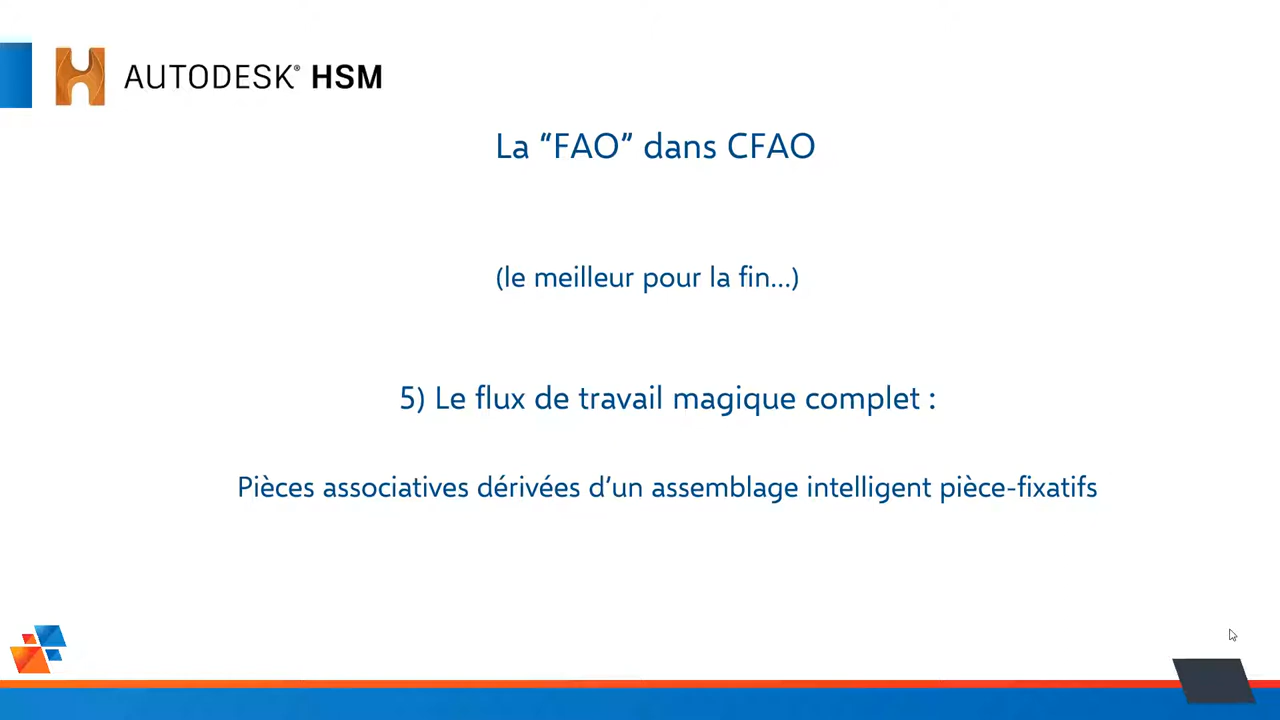 AUTODESK® HSM
La “FAO” dans CFAO
(le meilleur pour la fin...)
5) Le flux de travail magique complet :
Pièces associatives dérivées d’un assemblage intelligent pièce-fixatifs